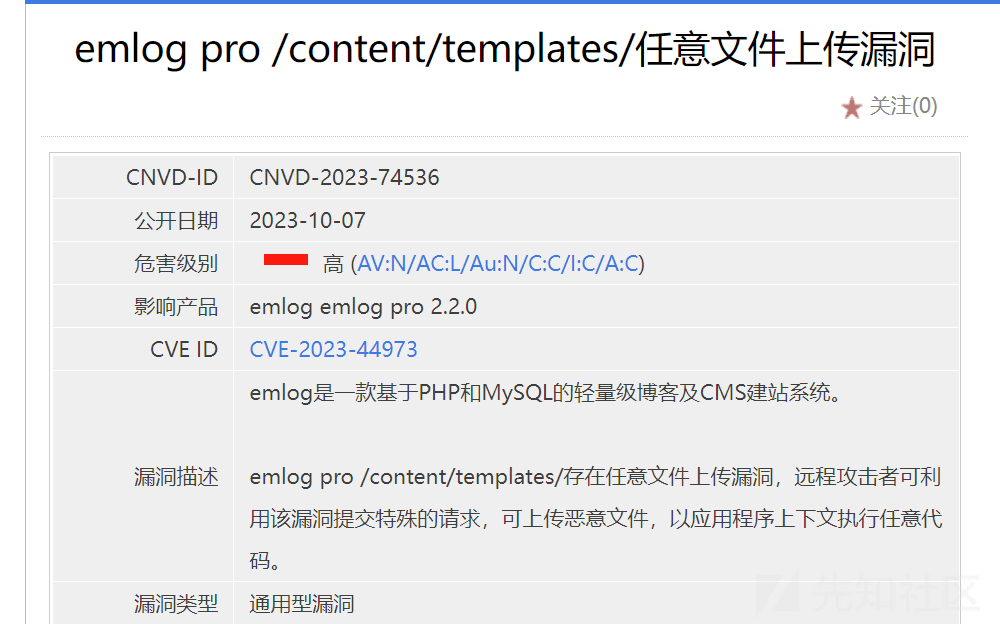 emlog pro /content/templates/任意文件上传漏洞
关注(0)
CNVD-ID CNVD-2023-74536
公开日期 2023-10-07
危害级别 高 (AV:N/AC:L/Au:N/C:C/I:C/A:C)
影响产品 emlog emlog pro 2.2.0
CVE ID CVE-2023-44973
emlog是一款基于PHP和MySQL的轻量级博客及CMS建站系统。
漏洞描述 emlog pro /content/templates/存在任意文件上传漏洞，远程攻击者可利
用该漏洞提交特殊的请求，可上传恶意文件，以应用程序上下文执行任意代
码。
漏洞类型 通用型漏洞
先知社区